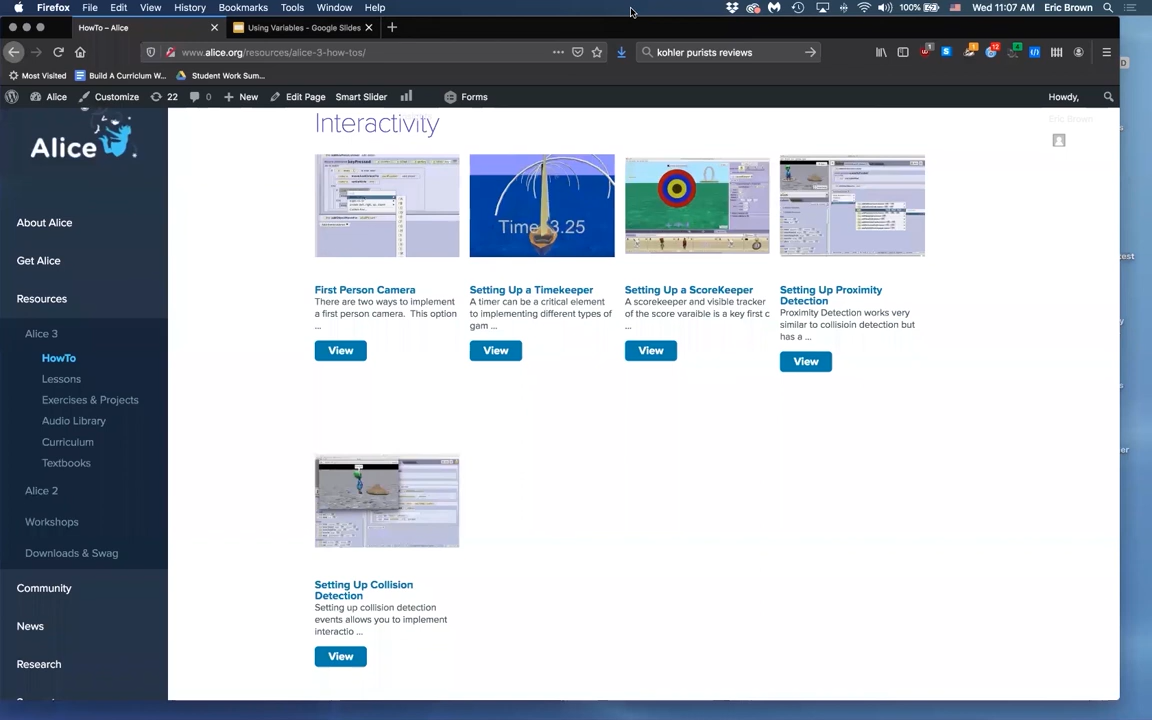 Firefox File Edit View History Bookmarks Tools Window Help 100% Wed 11:07 AM Eric Brown
HowTo – Alice Using Variables - Google Slides
www.alice.org/resources/alice-3-how-tos/ kohler purists reviews
Most Visited Build A Curriculum W... Student Work Sum...
Alice Customize 22 0 New Edit Page Smart Slider Forms Howdy,
Eric Brown
Alice
About Alice
Get Alice
Resources
Alice 3
HowTo
Lessons
Exercises & Projects
Audio Library
Curriculum
Textbooks
Alice 2
Workshops
Downloads & Swag
Community
News
Research
Interactivity
Time: 3.25
First Person Camera
There are two ways to implement
a first person camera. This option
...
View
Setting Up a Timekeeper
A timer can be a critical element
to implementing different types of
gam ...
View
Setting Up a ScoreKeeper
A scorekeeper and visible tracker
of the score varaible is a key first c
...
View
Setting Up Proximity
Detection
Proximity Detection works very
similar to collisioin detection but
has a ...
View
Setting Up Collision
Detection
Setting up collision detection
events allows you to implement
interactio ...
View